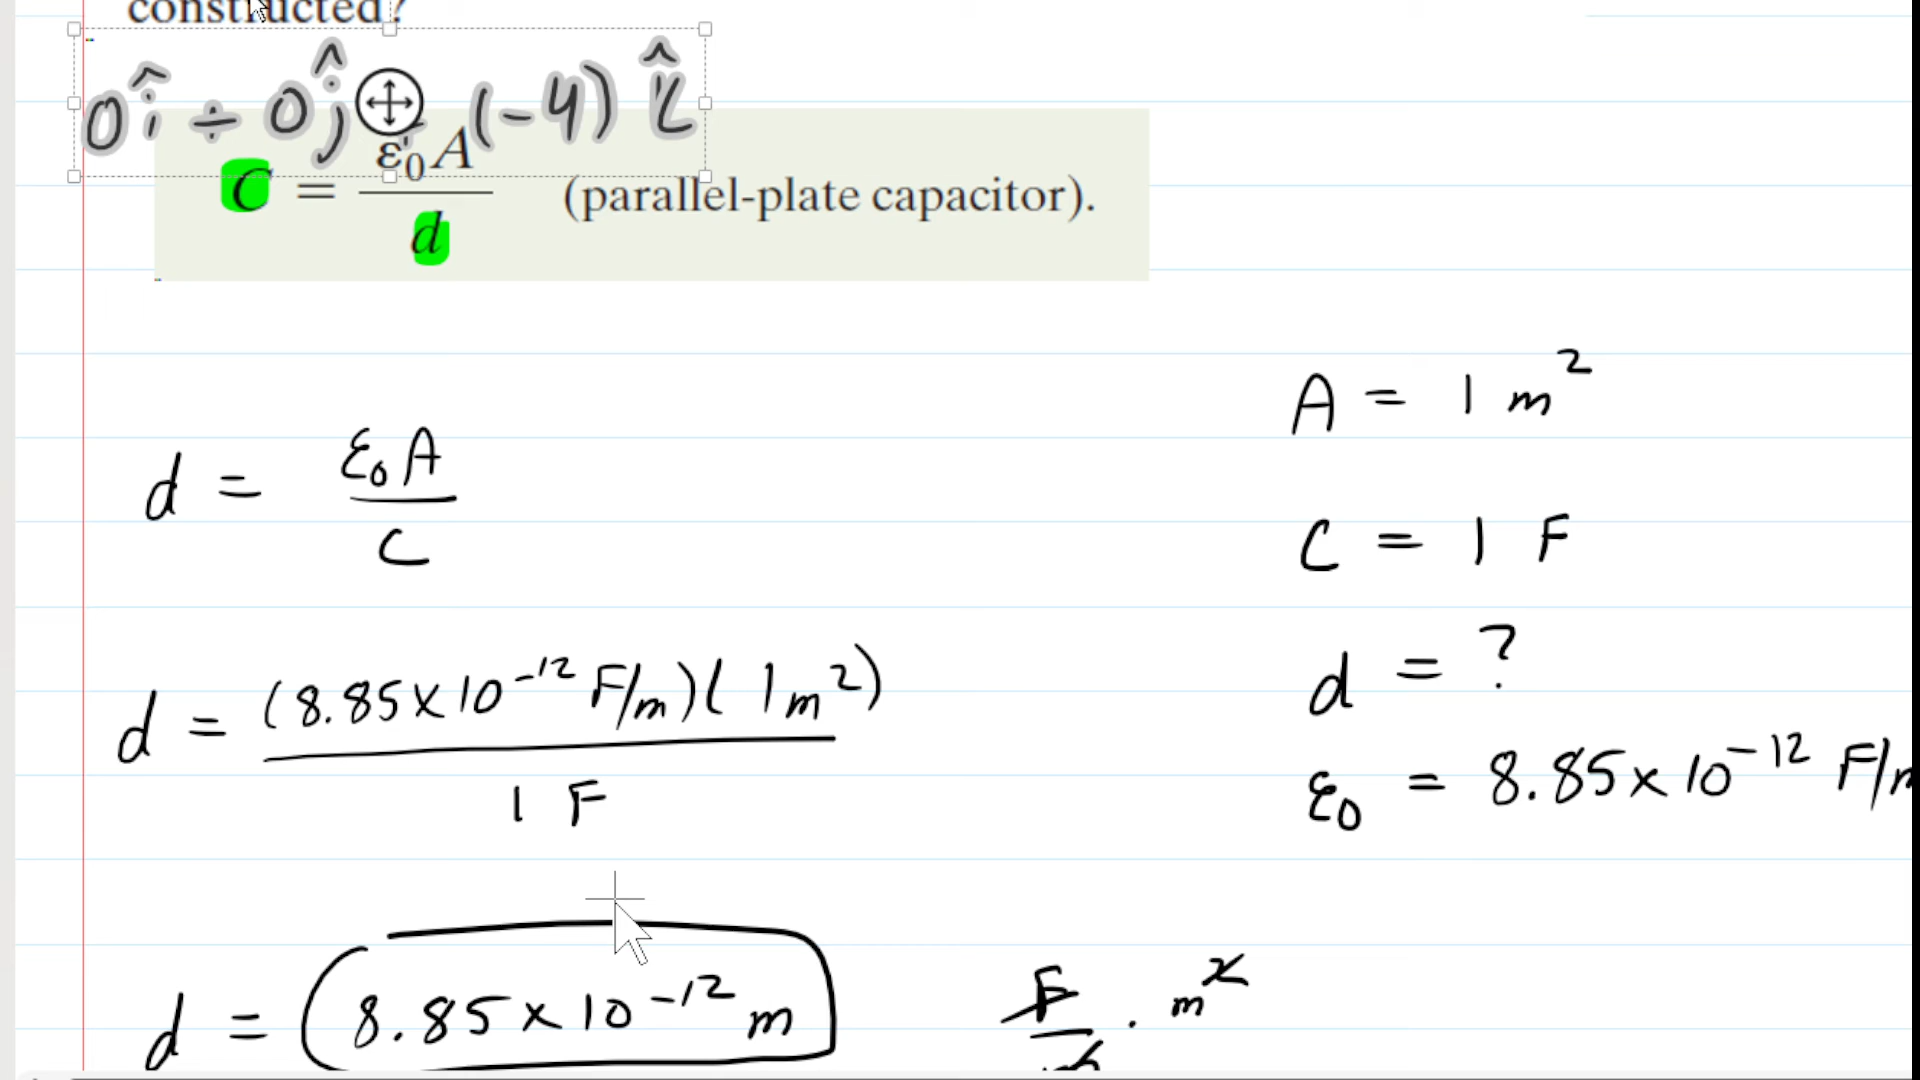 constructed?
0î ÷ 0ĵ + (-4) k̂
C = ε₀A / d (parallel-plate capacitor).
A = 1 m²
d = ε₀A / C
C = 1 F
d = ?
d = (8.85 x 10⁻¹² F/m)(1 m²) / 1 F
ε₀ = 8.85 x 10⁻¹² F/m
d = 8.85 x 10⁻¹² m
F / m . m²